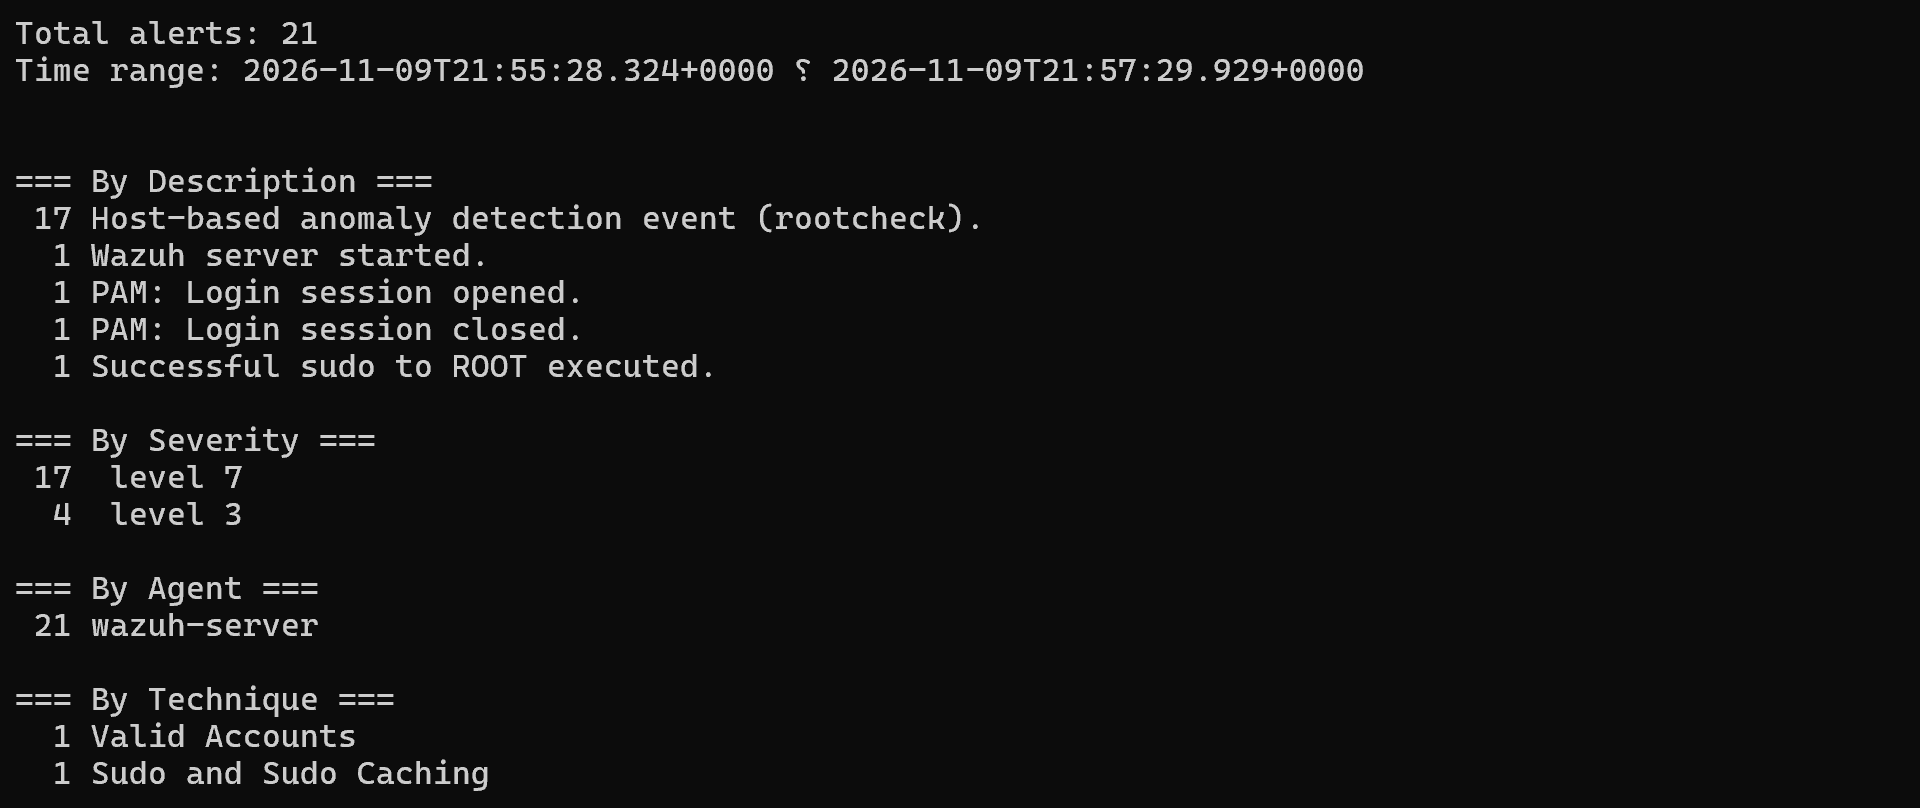 Total alerts: 21
Time range: 2026-11-09T21:55:28.324+0000 ⸮ 2026-11-09T21:57:29.929+0000
=== By Description ===
17 Host-based anomaly detection event (rootcheck).
1 Wazuh server started.
1 PAM: Login session opened.
1 PAM: Login session closed.
1 Successful sudo to ROOT executed.
=== By Severity ===
17  level 7
4  level 3
=== By Agent ===
21 wazuh-server
=== By Technique ===
1 Valid Accounts
1 Sudo and Sudo Caching